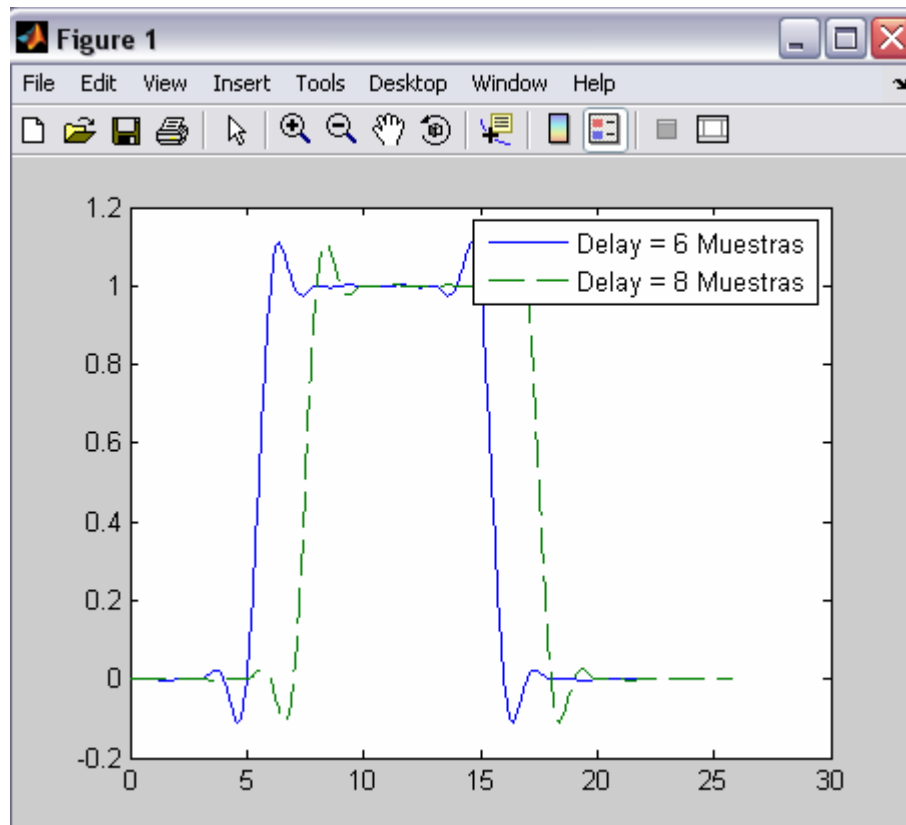 Figure 1
File Edit View Insert Tools Desktop Window Help
1.2
1
0.8
0.6
0.4
0.2
0
-0.2
Delay = 6 Muestras
Delay = 8 Muestras
0 5 10 15 20 25 30